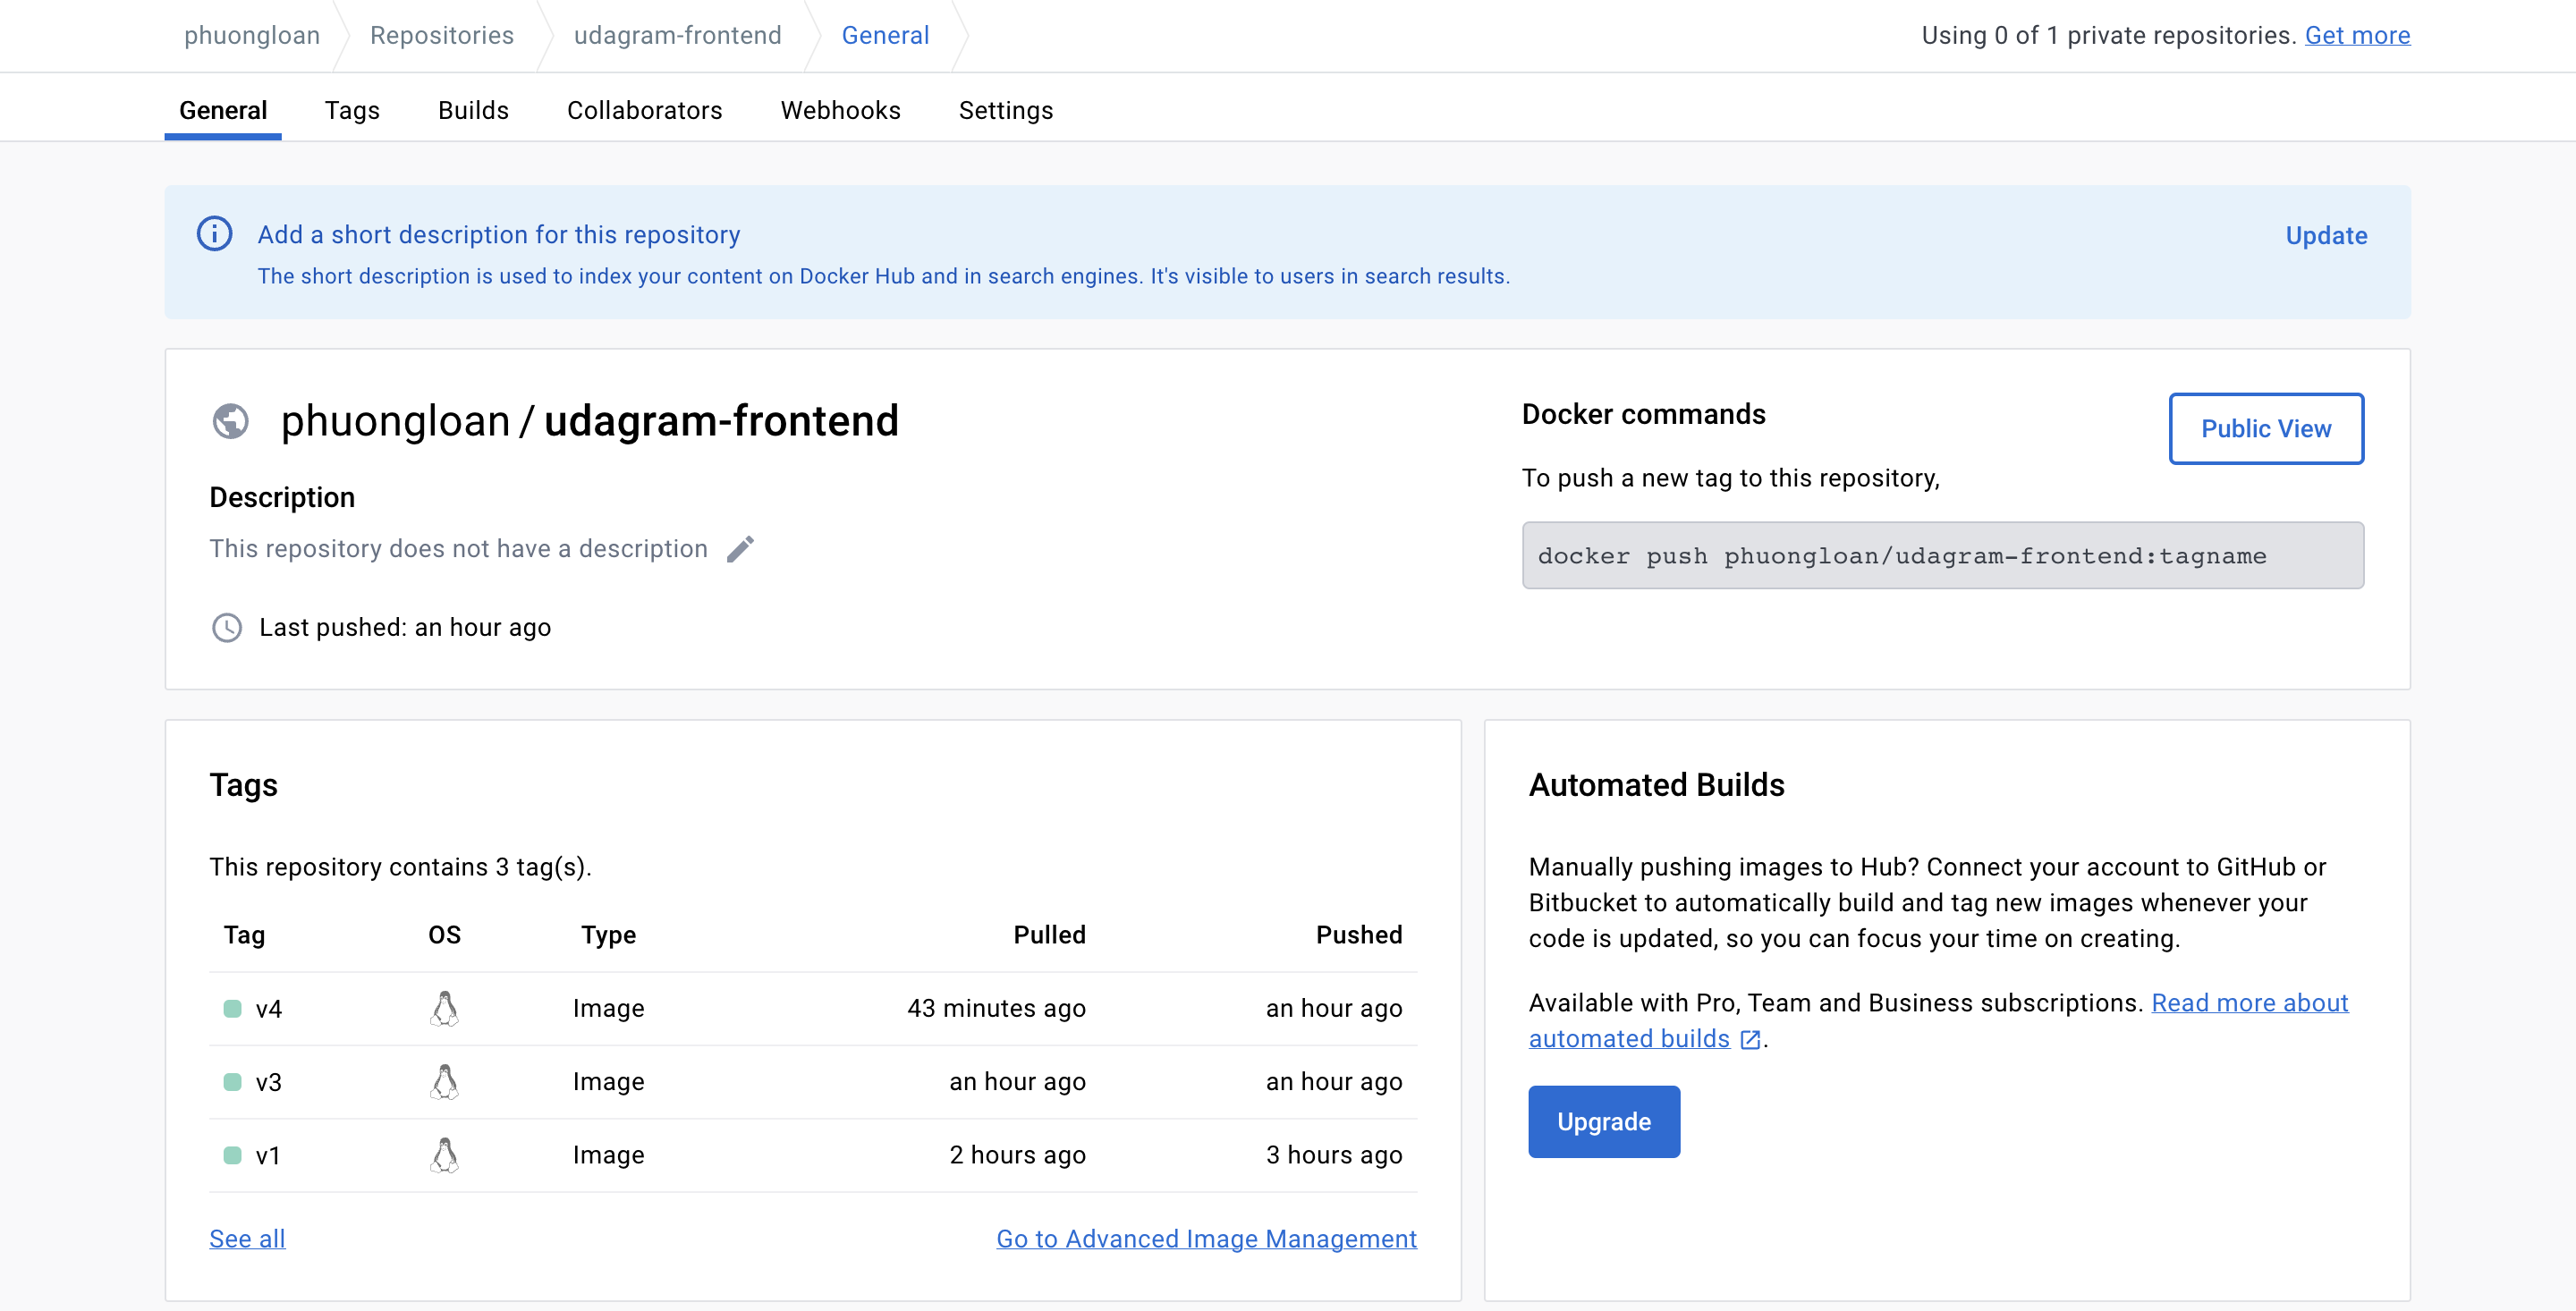 phuongloan
Repositories
udagram-frontend
General
Using 0 of 1 private repositories. Get more
General
Tags
Builds
Collaborators
Webhooks
Settings
Add a short description for this repository
Update
The short description is used to index your content on Docker Hub and in search engines. It's visible to users in search results.
phuongloan / udagram-frontend
Description
This repository does not have a description
Last pushed: an hour ago
Docker commands
Public View
To push a new tag to this repository,
docker push phuongloan/udagram-frontend:tagname
Tags
This repository contains 3 tag(s).
Tag OS Type Pulled Pushed
v4 Image 43 minutes ago an hour ago
v3 Image an hour ago an hour ago
v1 Image 2 hours ago 3 hours ago
See all
Go to Advanced Image Management
Automated Builds
Manually pushing images to Hub? Connect your account to GitHub or
Bitbucket to automatically build and tag new images whenever your
code is updated, so you can focus your time on creating.
Available with Pro, Team and Business subscriptions. Read more about
automated builds.
Upgrade